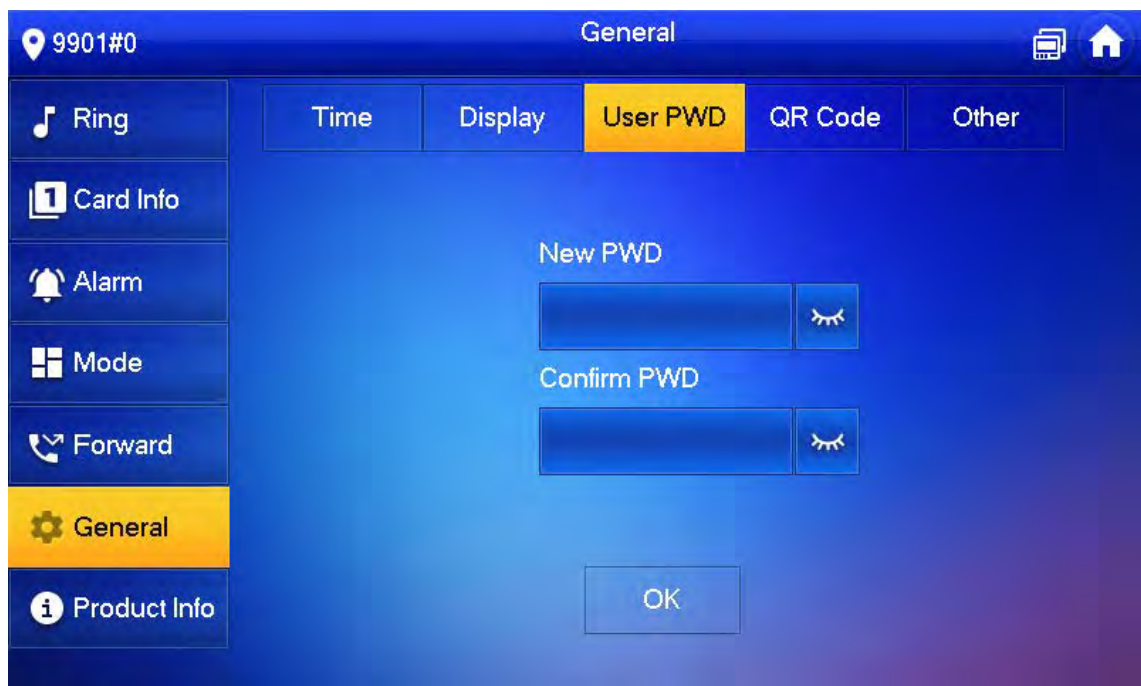 9901#0
General
Ring
Card Info
Alarm
Mode
Forward
General
Product Info
Time
Display
User PWD
QR Code
Other
New PWD
Confirm PWD
OK